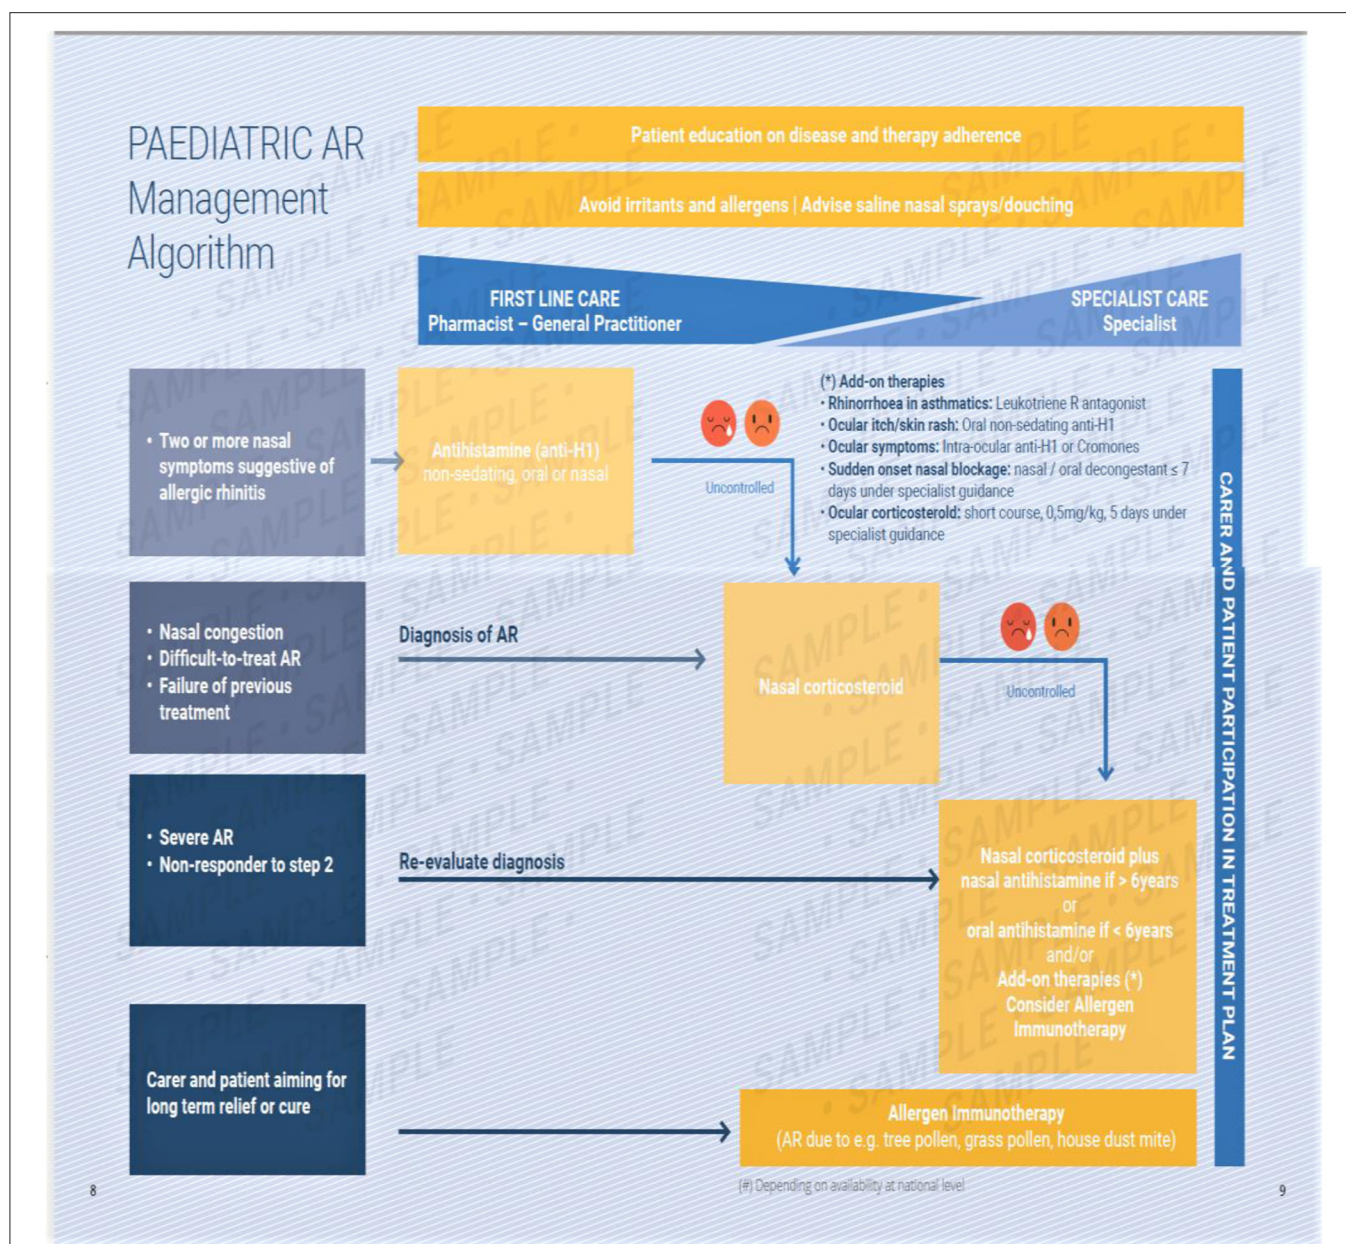 PAEDIATRIC AR
Management
Algorithm
Patient education on disease and therapy adherence
Avoid irritants and allergens | Advise saline nasal sprays/douching
FIRST LINE CARE
Pharmacist – General Practitioner
SPECIALIST CARE
Specialist
• Two or more nasal
symptoms suggestive of
allergic rhinitis
Antihistamine (anti-H1)
non-sedating, oral or nasal
Uncontrolled
(*) Add-on therapies
• Rhinorrhoea in asthmatics: Leukotriene R antagonist
• Ocular itch/skin rash: Oral non-sedating anti-H1
• Ocular symptoms: Intra-ocular anti-H1 or Cromones
• Sudden onset nasal blockage: nasal / oral decongestant ≤ 7
days under specialist guidance
• Ocular corticosteroid: short course, 0,5mg/kg, 5 days under
specialist guidance
• Nasal congestion
• Difficult-to-treat AR
• Failure of previous
treatment
Diagnosis of AR
Nasal corticosteroid
Uncontrolled
• Severe AR
• Non-responder to step 2
Re-evaluate diagnosis
Nasal corticosteroid plus
nasal antihistamine if > 6years
or
oral antihistamine if < 6years
and/or
Add-on therapies (*)
Consider Allergen
Immunotherapy
Carer and patient aiming for
long term relief or cure
Allergen Immunotherapy
(AR due to e.g. tree pollen, grass pollen, house dust mite)
CARER AND PATIENT PARTICIPATION IN TREATMENT PLAN
(#) Depending on availability at national level
8
9
SAMPLE • SAMPLE • SAMPLE